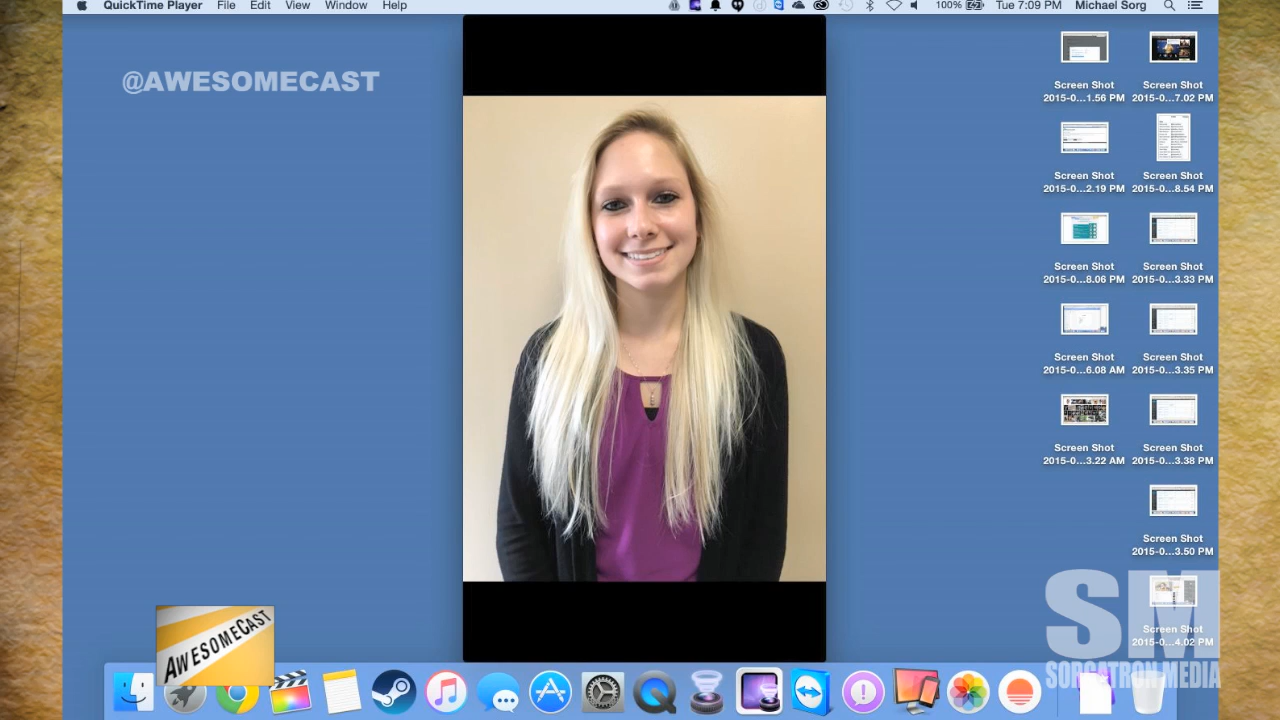 QuickTime Player File Edit View Window Help
100% Tue 7:09 PM Michael Sorg
@AWESOMECAST
Screen Shot
2015-0...1.56 PM
Screen Shot
2015-0...7.02 PM
Screen Shot
2015-0...2.19 PM
Screen Shot
2015-0...8.54 PM
Screen Shot
2015-0...8.06 PM
Screen Shot
2015-0...3.33 PM
Screen Shot
2015-0...6.08 AM
Screen Shot
2015-0...3.35 PM
Screen Shot
2015-0...3.22 AM
Screen Shot
2015-0...3.38 PM
Screen Shot
2015-0...3.50 PM
Screen Shot
2015-0...4.02 PM
SM
SORGATRON MEDIA
AWESOMECAST